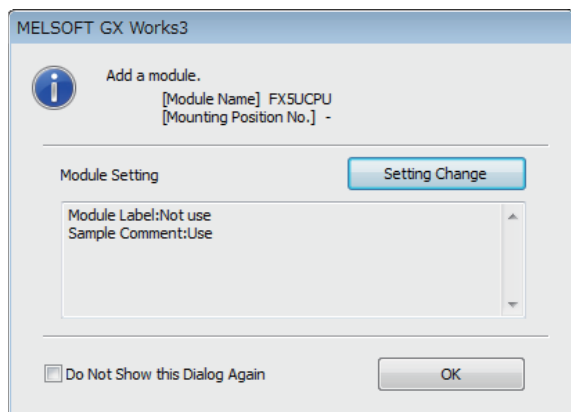 MELSOFT GX Works3
Add a module.
[Module Name] FX5UCPU
[Mounting Position No.] -
Module Setting
Setting Change
Module Label:Not use
Sample Comment:Use
Do Not Show this Dialog Again
OK